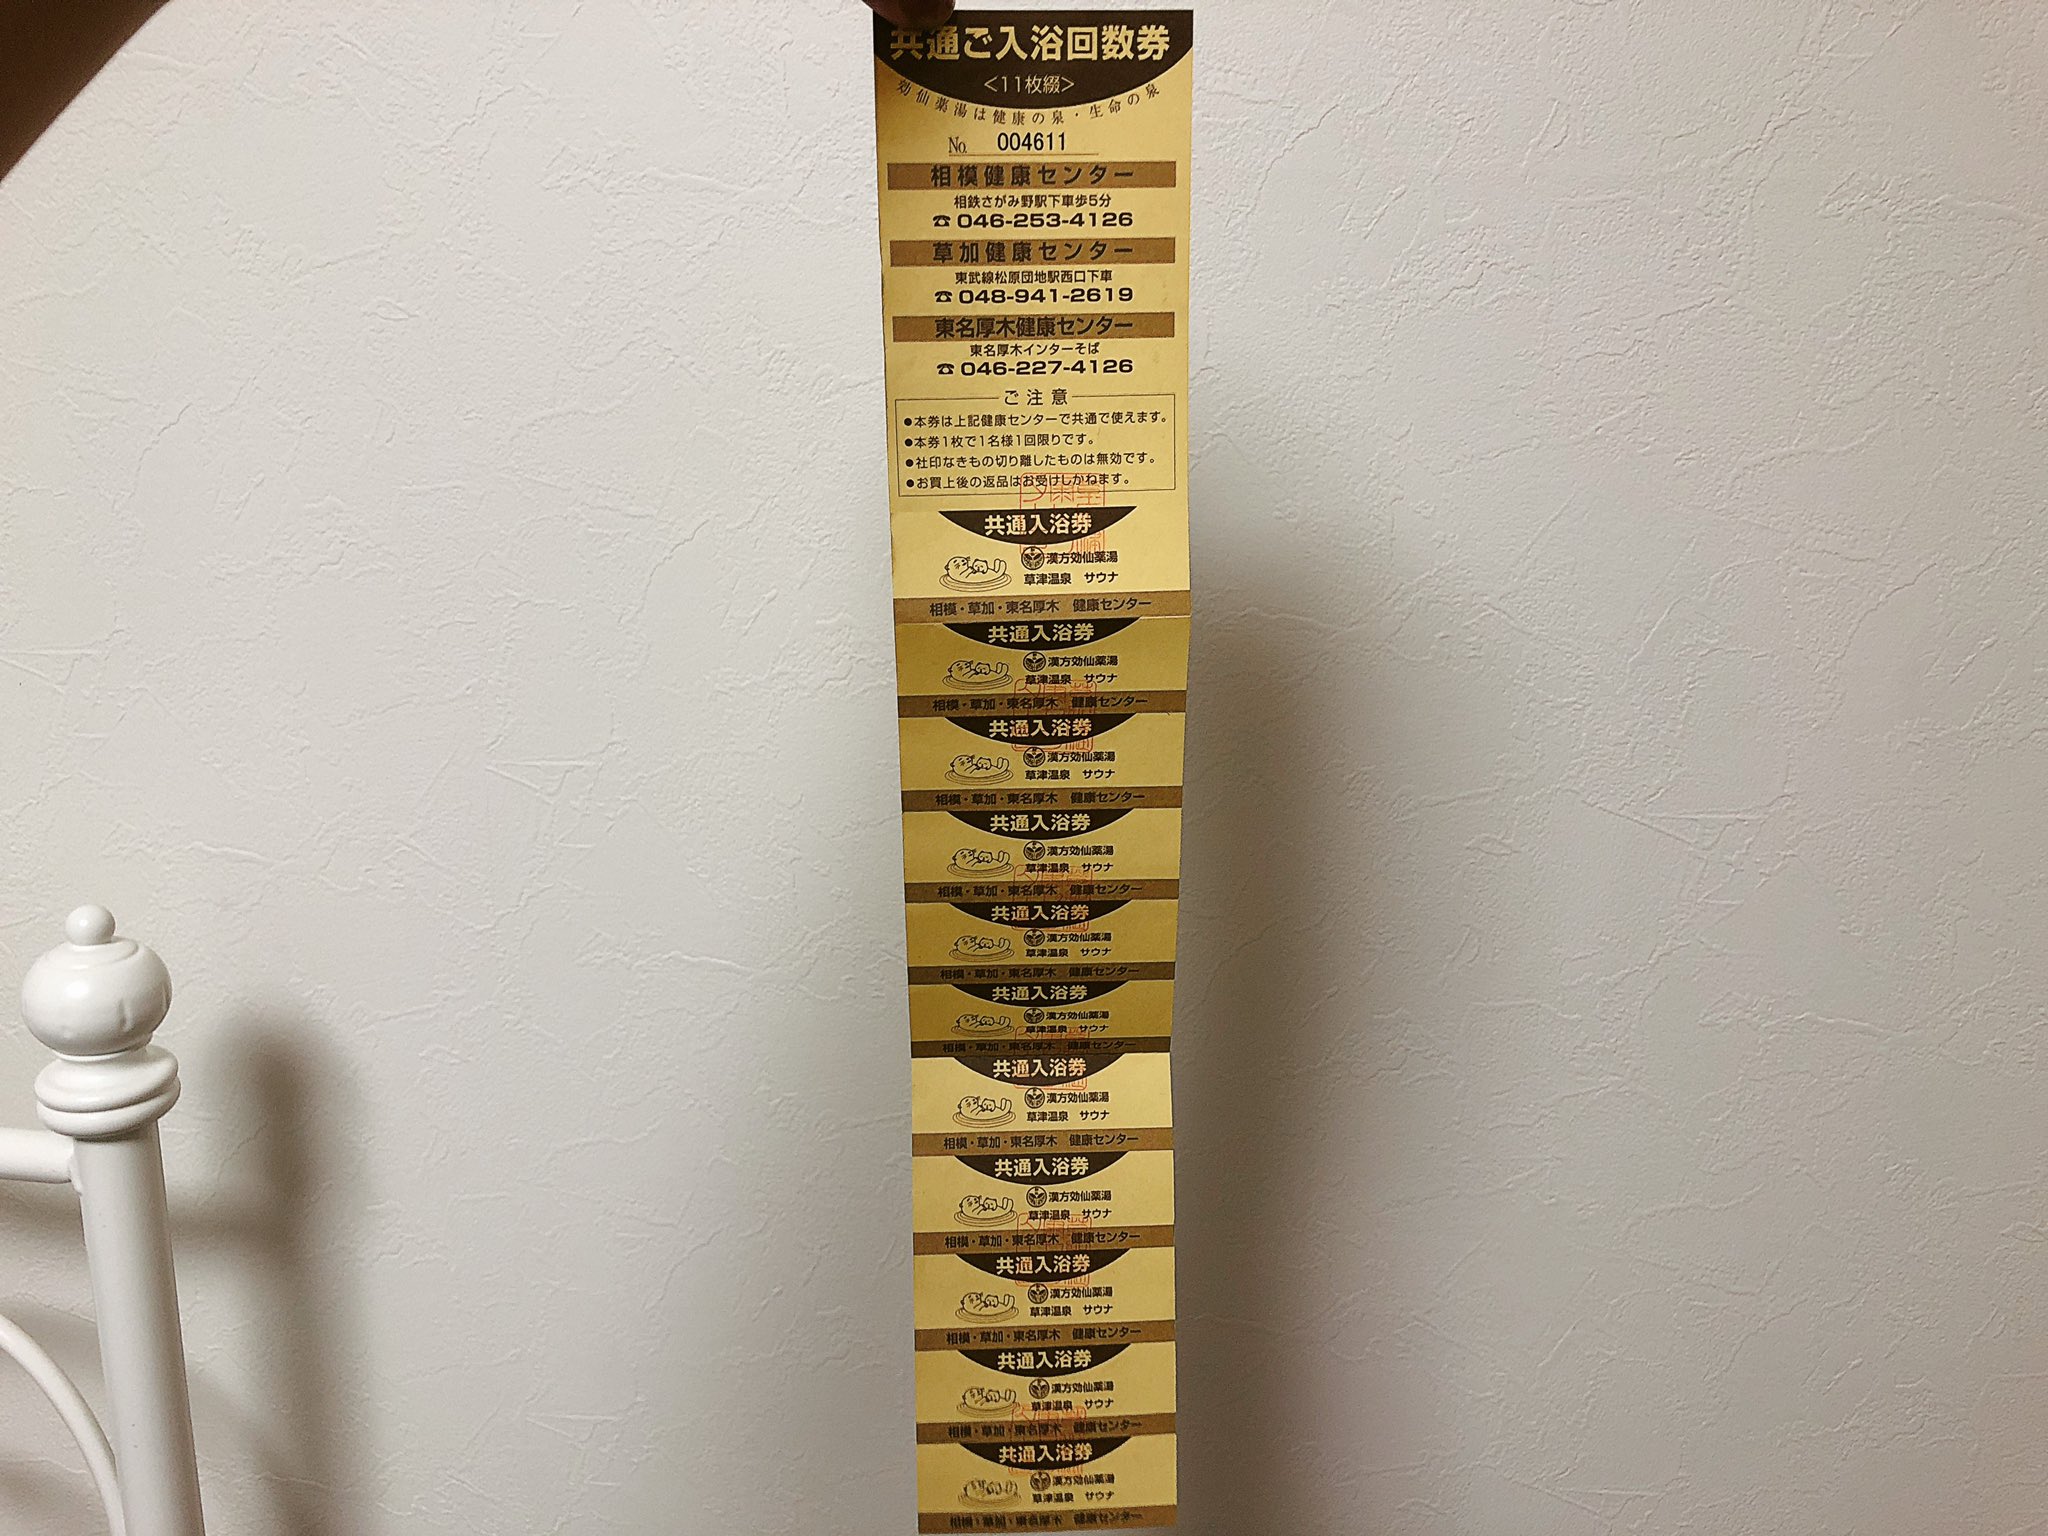 共通ご入浴回数券
<11枚綴>
効仙薬湯は健康の泉・生命の泉
No. 004611
相模健康センター
相鉄さがみ野駅下車歩5分
☎ 046-253-4126
草加健康センター
東武線松原団地駅西口下車
☎ 048-941-2619
東名厚木健康センター
東名厚木インターそば
☎ 046-227-4126
ご注意
●本券は上記健康センターで共通で使えます。
●本券1枚で1名様1回限りです。
●社印なきもの切り離したものは無効です。
●お買上後の返品はお受けしかねます。
共通入浴券
漢方効仙薬湯
草津温泉 サウナ
相模・草加・東名厚木 健康センター
共通入浴券
漢方効仙薬湯
草津温泉 サウナ
相模・草加・東名厚木 健康センター
共通入浴券
漢方効仙薬湯
草津温泉 サウナ
相模・草加・東名厚木 健康センター
共通入浴券
漢方効仙薬湯
草津温泉 サウナ
相模・草加・東名厚木 健康センター
共通入浴券
漢方効仙薬湯
草津温泉 サウナ
相模・草加・東名厚木 健康センター
共通入浴券
漢方効仙薬湯
草津温泉 サウナ
相模・草加・東名厚木 健康センター
共通入浴券
漢方効仙薬湯
草津温泉 サウナ
相模・草加・東名厚木 健康センター
共通入浴券
漢方効仙薬湯
草津温泉 サウナ
相模・草加・東名厚木 健康センター
共通入浴券
漢方効仙薬湯
草津温泉 サウナ
相模・草加・東名厚木 健康センター
共通入浴券
漢方効仙薬湯
草津温泉 サウナ
相模・草加・東名厚木 健康センター
共通入浴券
漢方効仙薬湯
草津温泉 サウナ
相模・草加・東名厚木 健康センター